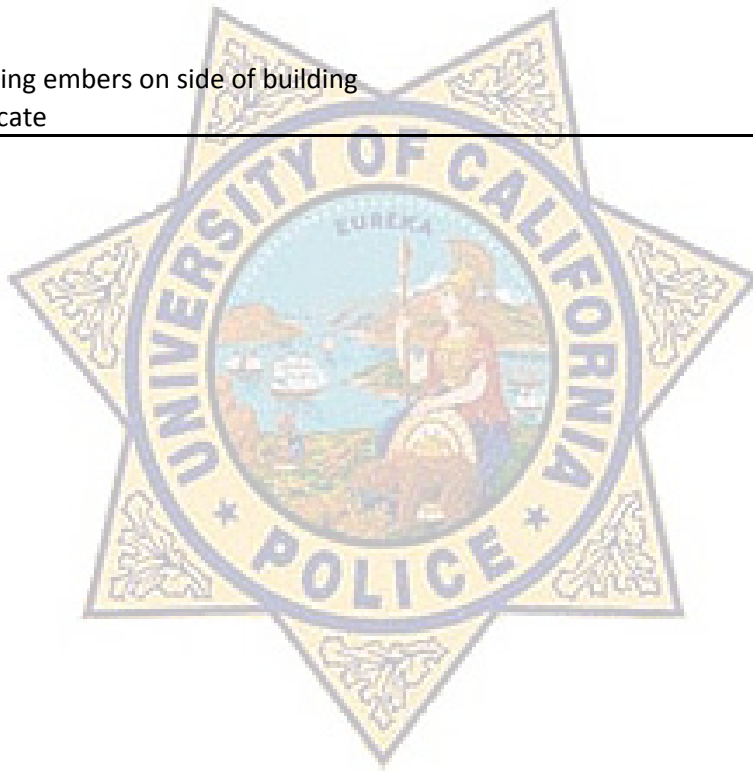 ing embers on side of building
cate
UNIVERSITY OF CALIFORNIA
EUREKA
POLICE